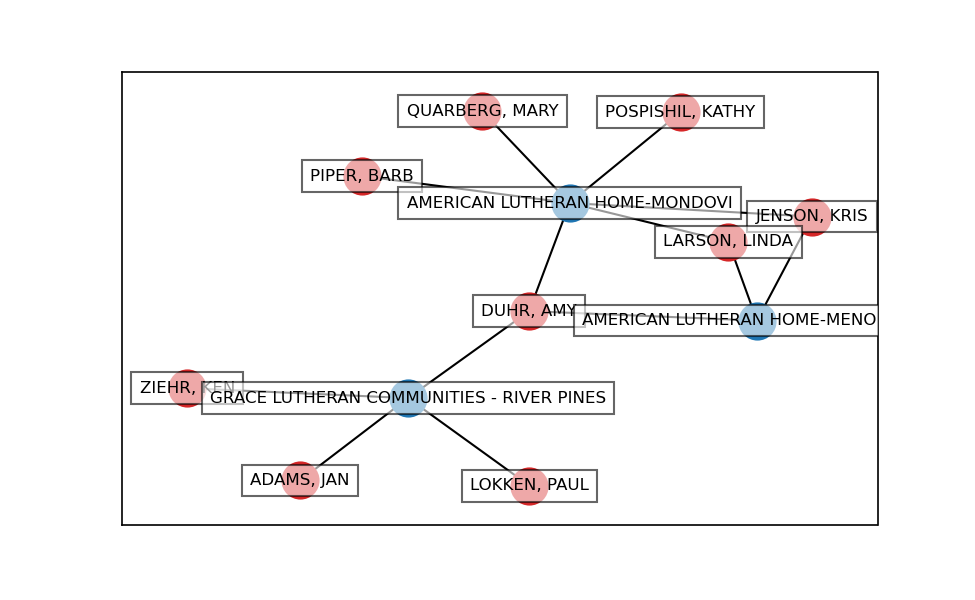 QUARBERG, MARY
POSPISHIL, KATHY
PIPER, BARB
AMERICAN LUTHERAN HOME-MONDOVI
JENSON, KRIS
LARSON, LINDA
DUHR, AMY
AMERICAN LUTHERAN HOME-MENO
ZIEHR, KEN
GRACE LUTHERAN COMMUNITIES - RIVER PINES
ADAMS, JAN
LOKKEN, PAUL